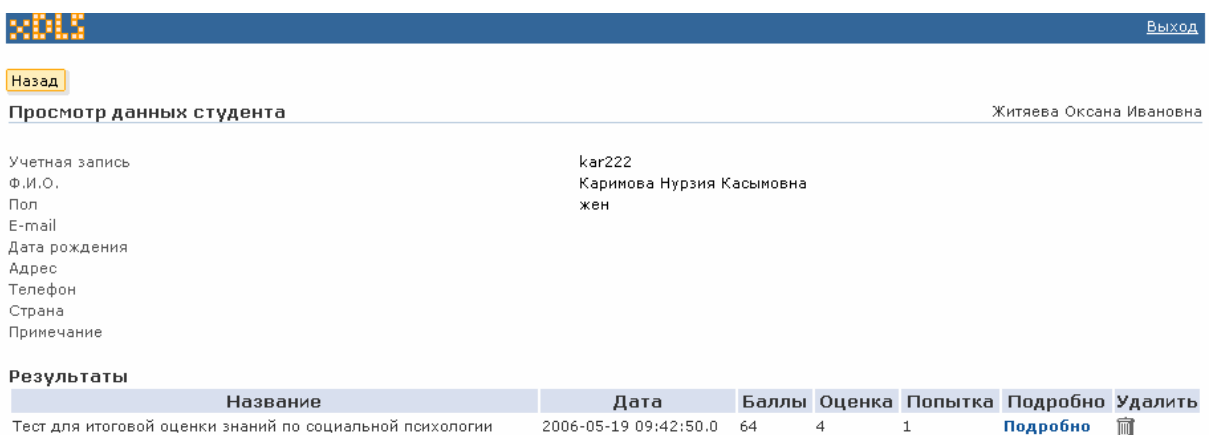 xDLS
Выход
Назад
Просмотр данных студента Житяева Оксана Ивановна
Учетная запись kar222
Ф.И.О. Каримова Нурзия Касымовна
Пол жен
E-mail
Дата рождения
Адрес
Телефон
Страна
Примечание
Результаты
Название Дата Баллы Оценка Попытка Подробно Удалить
Тест для итоговой оценки знаний по социальной психологии 2006-05-19 09:42:50.0 64 4 1 Подробно